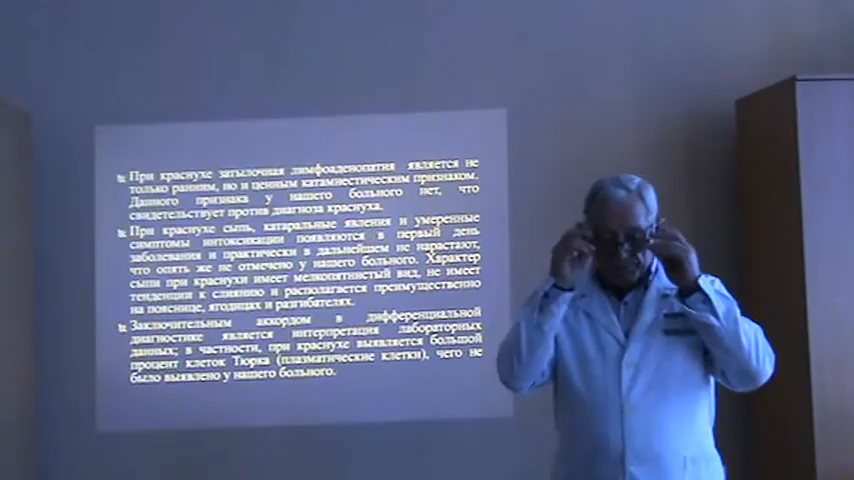 При краснухе затылочная лимфоаденопатия является не
только ранним, но и ценным катамнестическим признаком.
Данного признака у нашего больного нет, что
свидетельствует против диагноза краснуха.
При краснухе сыпь, катаральные явления и умеренные
симптомы интоксикации появляются в первый день
заболевания и практически в дальнейшем не нарастают,
что опять же не отмечено у нашего больного. Характер
сыпи при краснухи имеет мелкопятнистый вид, не имеет
тенденции к слиянию и располагается преимущественно
на пояснице, ягодицах и разгибателях.
Заключительным аккордом в дифференциальной
диагностике является интерпретация лабораторных
данных; в частности, при краснухе выявляется большой
процент клеток Тюрка (плазматические клетки), чего не
было выявлено у нашего больного.